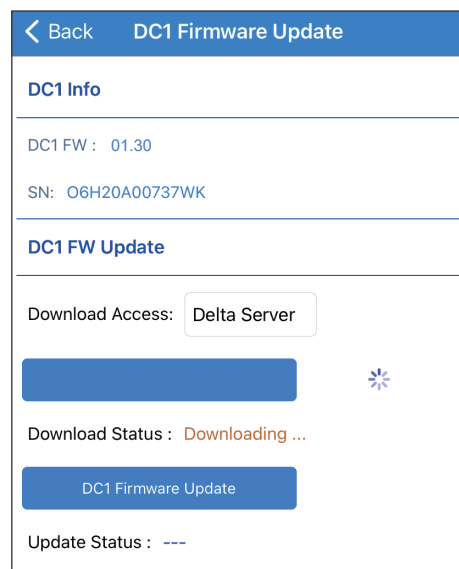 Back DC1 Firmware Update
DC1 Info
DC1 FW : 01.30
SN: O6H20A00737WK
DC1 FW Update
Download Access: Delta Server
Download Status : Downloading ...
DC1 Firmware Update
Update Status : ---